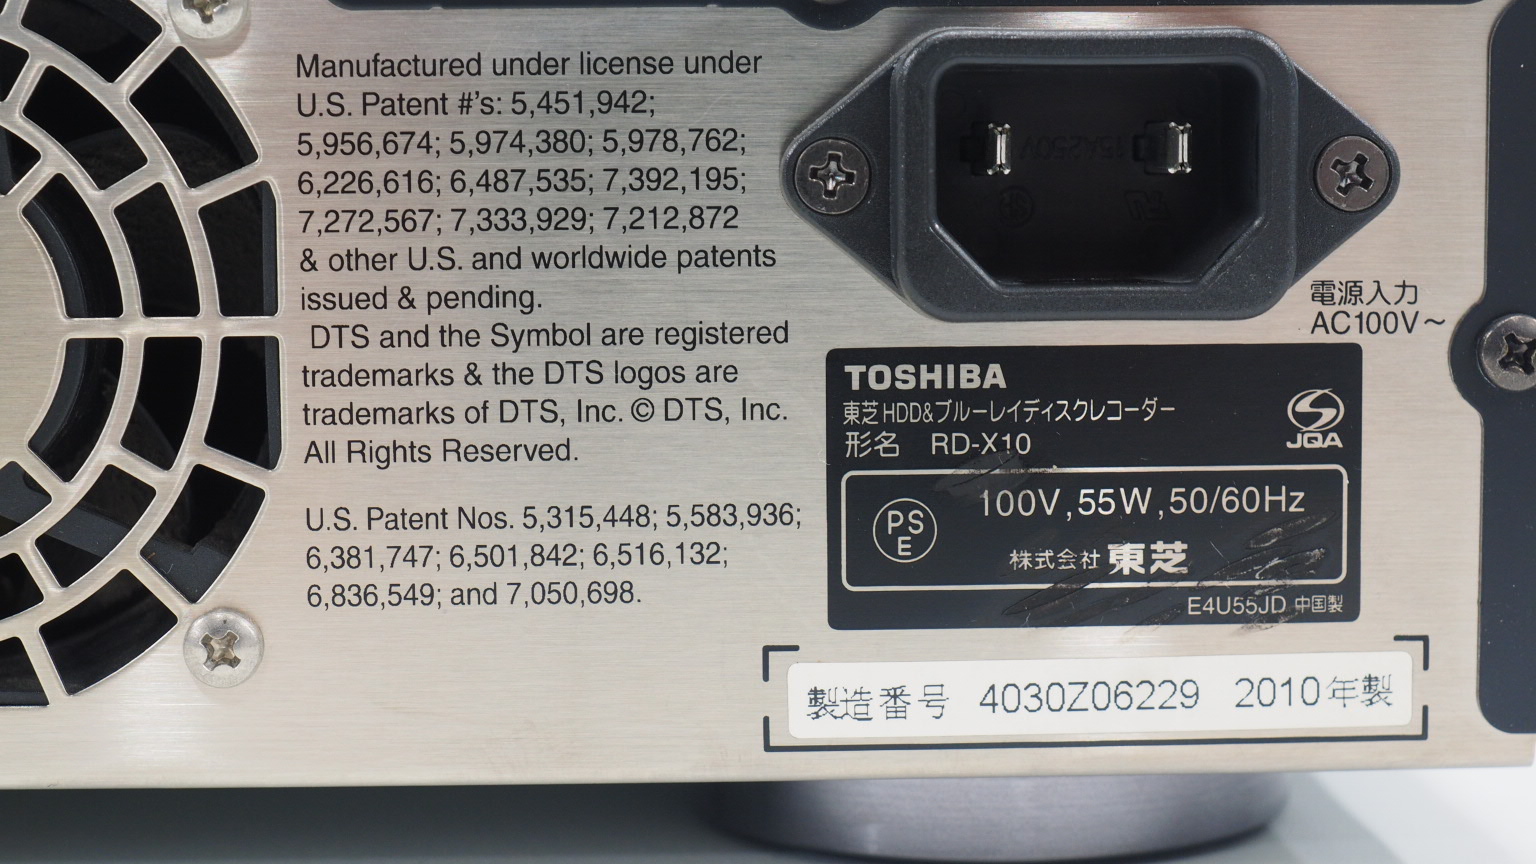 Manufactured under license under
U.S. Patent #'s: 5,451,942;
5,956,674; 5,974,380; 5,978,762;
6,226,616; 6,487,535; 7,392,195;
7,272,567; 7,333,929; 7,212,872
& other U.S. and worldwide patents
issued & pending.
DTS and the Symbol are registered
trademarks & the DTS logos are
trademarks of DTS, Inc. © DTS, Inc.
All Rights Reserved.
U.S. Patent Nos. 5,315,448; 5,583,936;
6,381,747; 6,501,842; 6,516,132;
6,836,549; and 7,050,698.
15A250V
電源入力
AC100V～
TOSHIBA
東芝HDD&ブルーレイディスクレコーダー
形名 RD-X10
JQA
PS
E
100V,55W,50/60Hz
株式会社 東芝
E4U55JD 中国製
製造番号 4030Z06229 2010年製